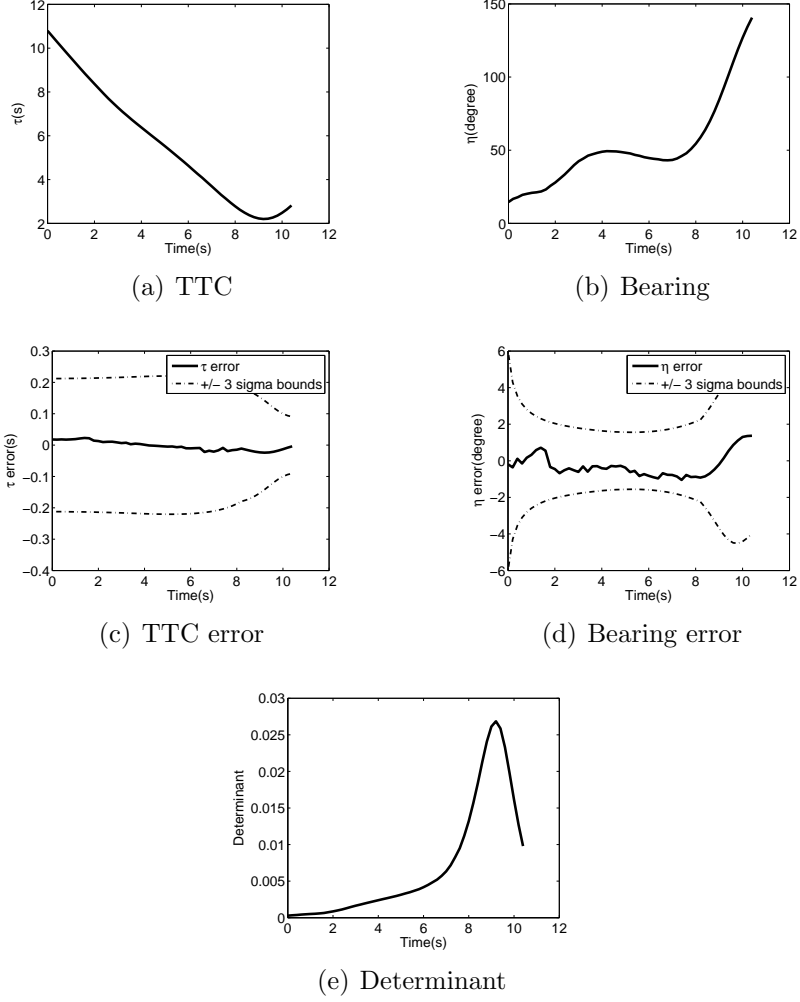 12
10
8
6
4
2
τ(s)
0 2 4 6 8 10 12
Time(s)
(a) TTC
150
100
50
0
η(degree)
0 2 4 6 8 10 12
Time(s)
(b) Bearing
0.3
0.2
0.1
0
−0.1
−0.2
−0.3
−0.4
τ error(s)
τ error
+/− 3 sigma bounds
0 2 4 6 8 10 12
Time(s)
(c) TTC error
6
4
2
0
−2
−4
−6
η error(degree)
η error
+/− 3 sigma bounds
0 2 4 6 8 10 12
Time(s)
(d) Bearing error
0.03
0.025
0.02
0.015
0.01
0.005
0
Determinant
0 2 4 6 8 10 12
Time(s)
(e) Determinant